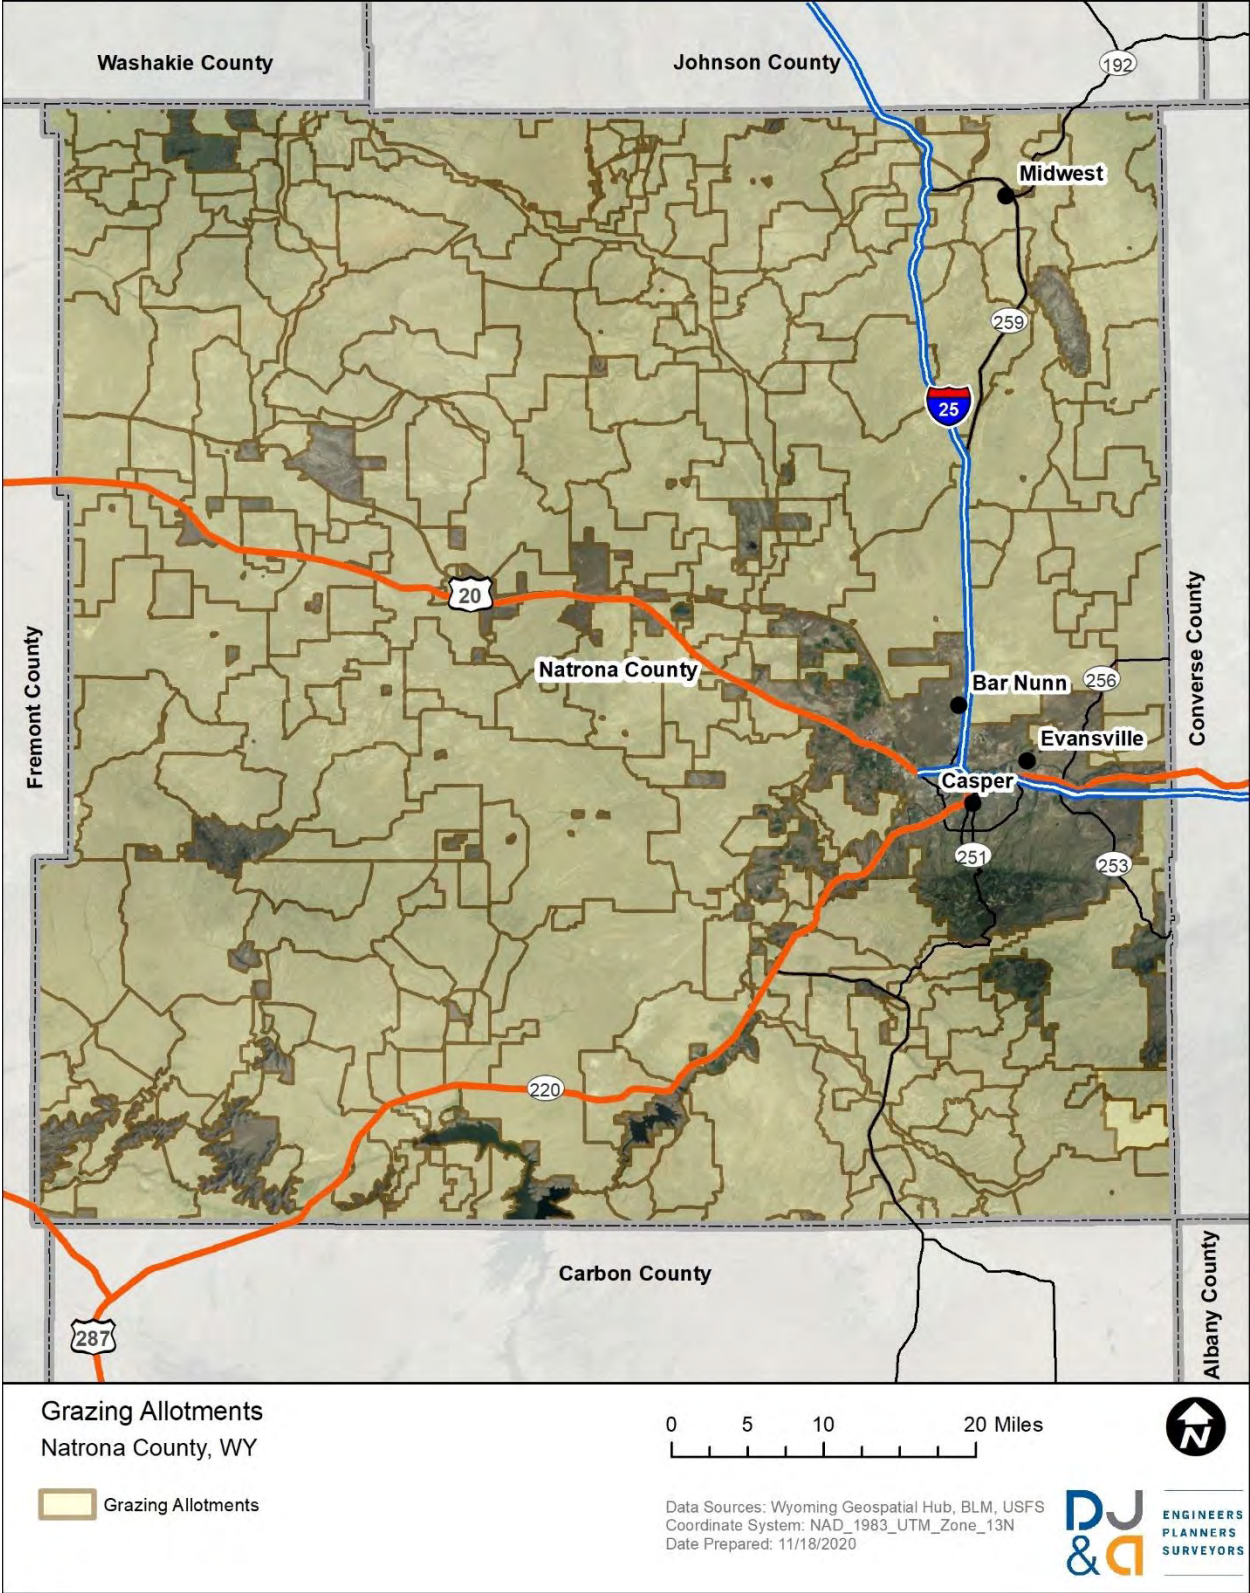 Washakie County
Johnson County
192
Midwest
259
25
20
Natrona County
Fremont County
Converse County
Bar Nunn
256
Evansville
Casper
251
253
220
Carbon County
Albany County
287
Grazing Allotments
Natrona County, WY
Grazing Allotments
0 5 10 20 Miles
N
Data Sources: Wyoming Geospatial Hub, BLM, USFS
Coordinate System: NAD_1983_UTM_Zone_13N
Date Prepared: 11/18/2020
DJ
&a
ENGINEERS
PLANNERS
SURVEYORS